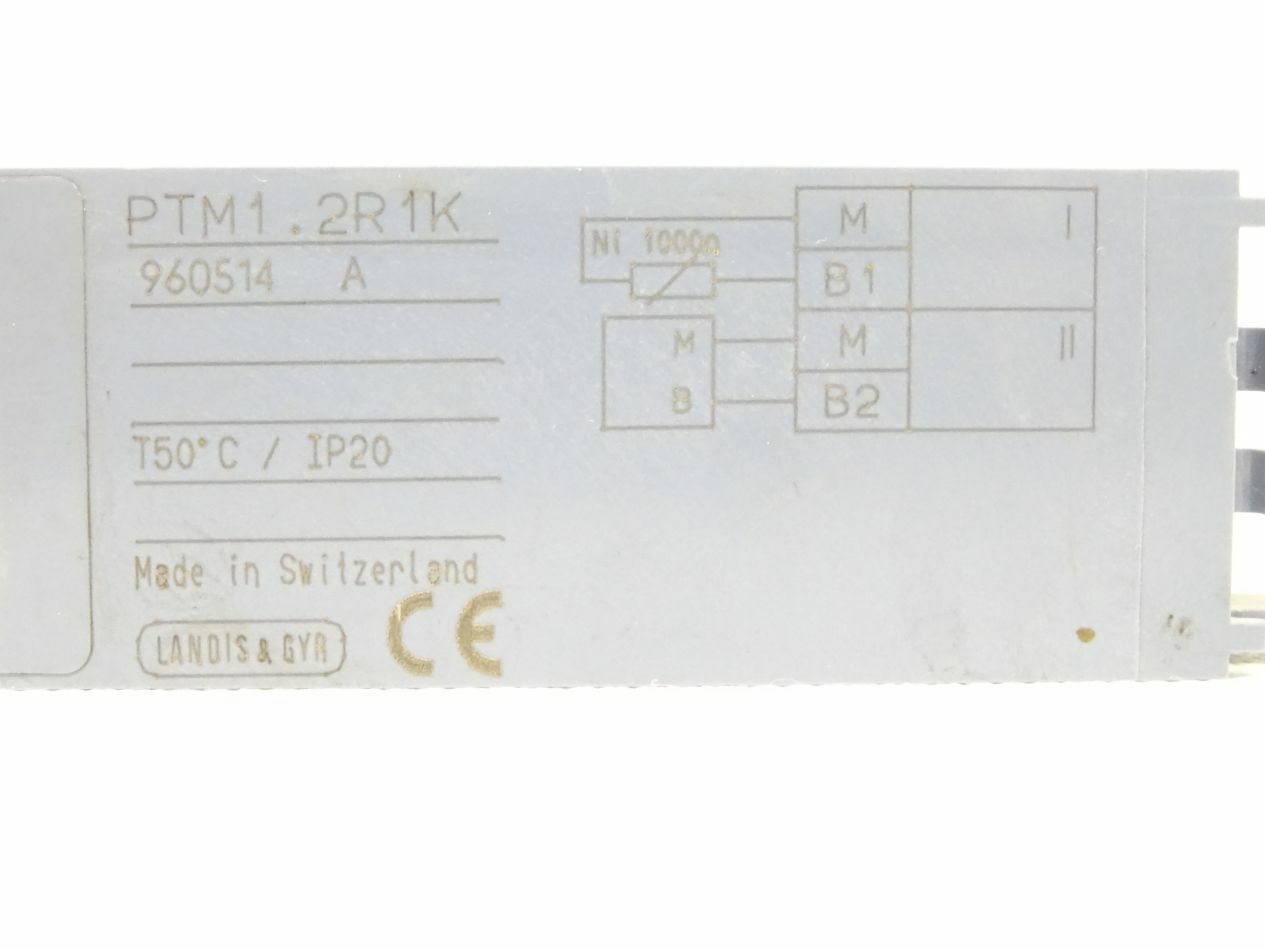 PTM1.2R1K
960514 A
T50°C / IP20
Made in Switzerland
LANDIS & GYR
CE
Ni 1000Ω
M
I
B1
M
M
II
B
B2